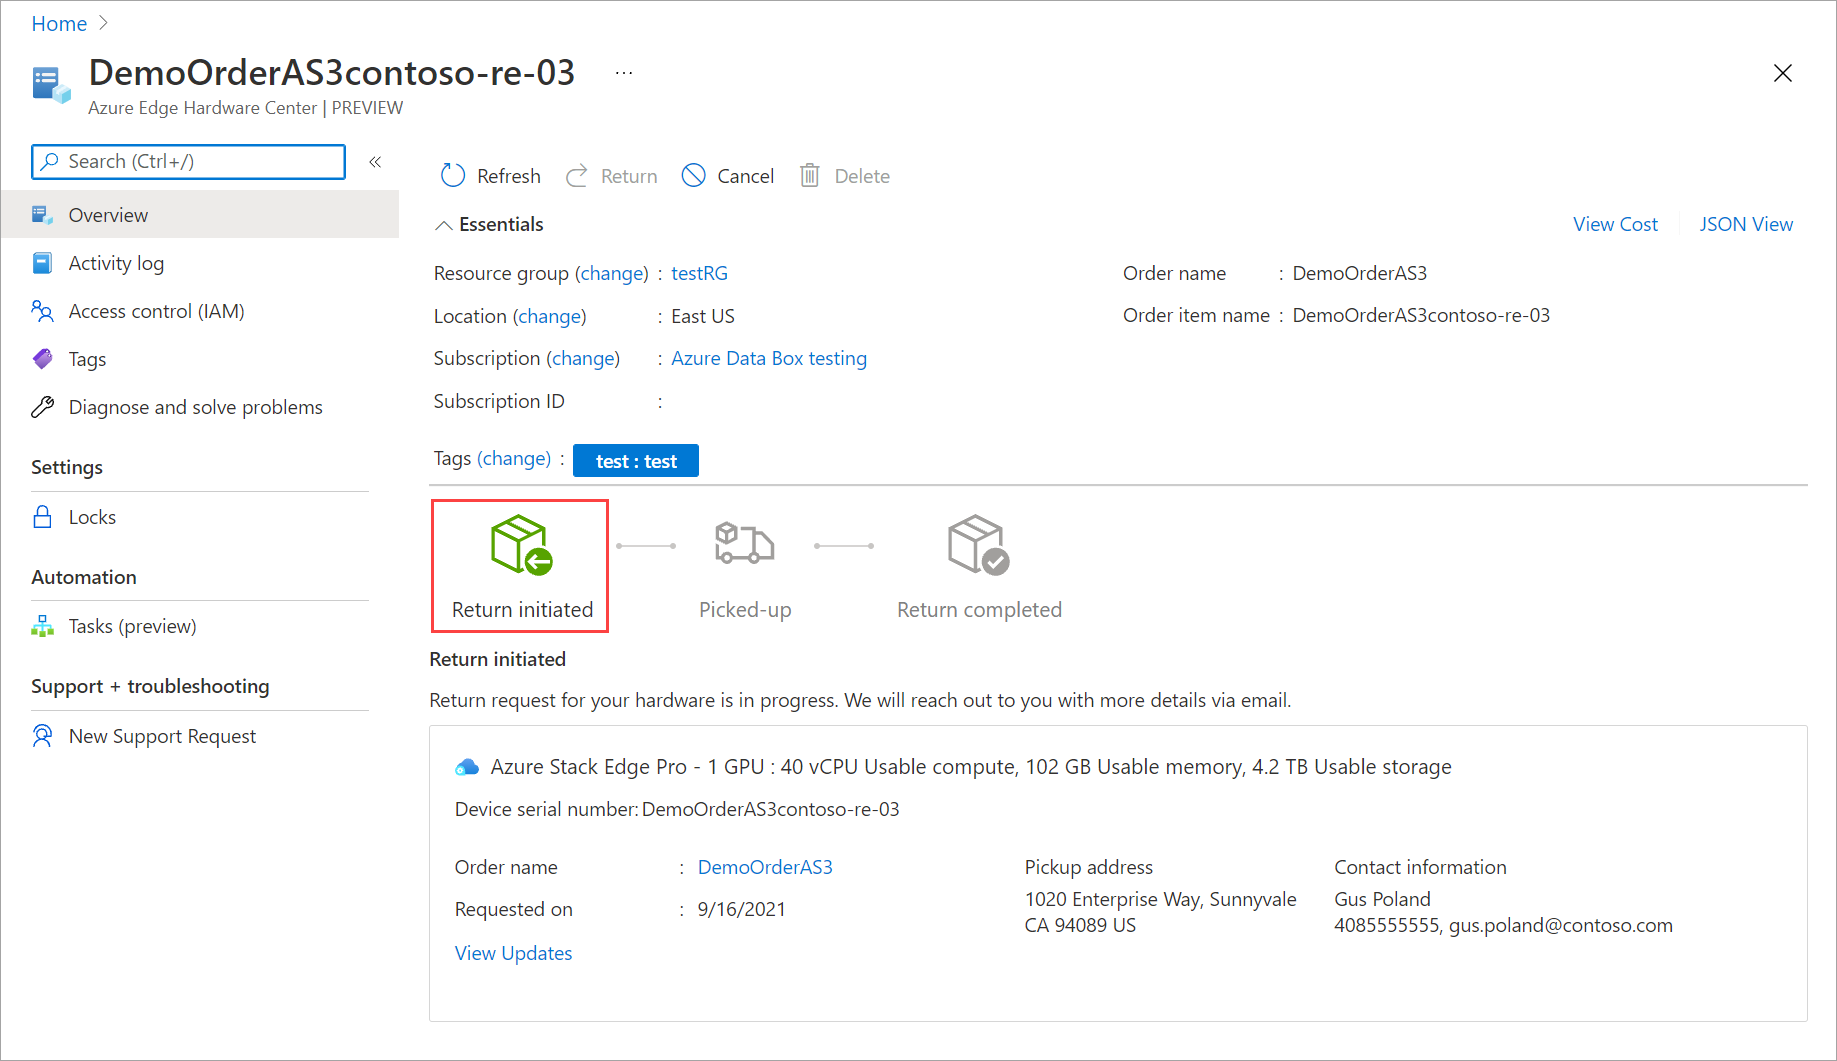 Home
DemoOrderAS3contoso-re-03 ...
Azure Edge Hardware Center | PREVIEW
Search (Ctrl+/)
«
Overview
Activity log
Access control (IAM)
Tags
Diagnose and solve problems
Settings
Locks
Automation
Tasks (preview)
Support + troubleshooting
New Support Request
Refresh Return Cancel Delete
Essentials View Cost JSON View
Resource group (change) : testRG
Location (change) : East US
Subscription (change) : Azure Data Box testing
Subscription ID :
Order name : DemoOrderAS3
Order item name : DemoOrderAS3contoso-re-03
Tags (change) : test : test
Return initiated Picked-up Return completed
Return initiated
Return request for your hardware is in progress. We will reach out to you with more details via email.
Azure Stack Edge Pro - 1 GPU : 40 vCPU Usable compute, 102 GB Usable memory, 4.2 TB Usable storage
Device serial number: DemoOrderAS3contoso-re-03
Order name : DemoOrderAS3
Requested on : 9/16/2021
View Updates
Pickup address
1020 Enterprise Way, Sunnyvale
CA 94089 US
Contact information
Gus Poland
4085555555, gus.poland@contoso.com